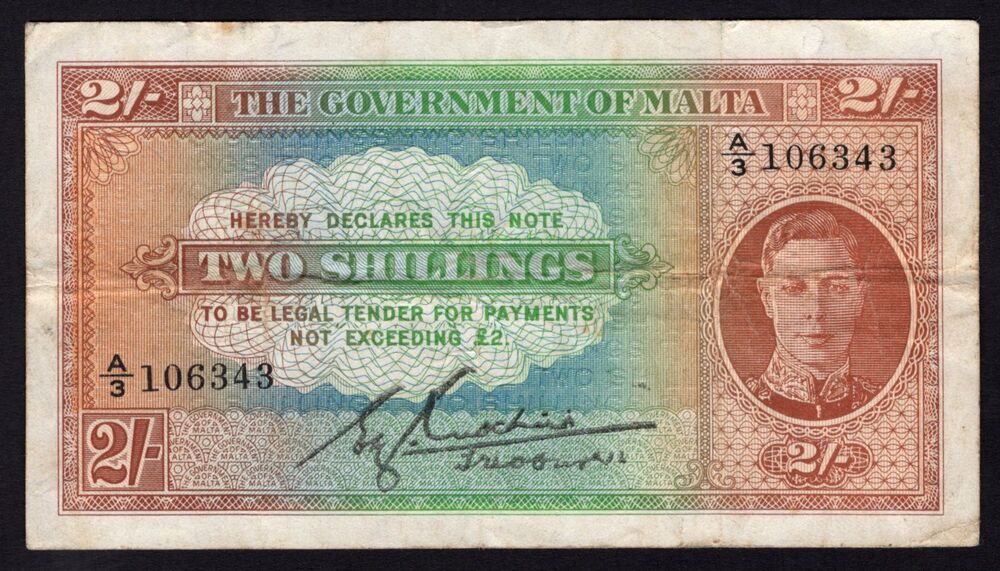 2/- THE GOVERNMENT OF MALTA 2/-
A/3 106343
HEREBY DECLARES THIS NOTE
TWO SHILLINGS
TO BE LEGAL TENDER FOR PAYMENTS
NOT EXCEEDING £2.
A/3 106343
2/-
2/-